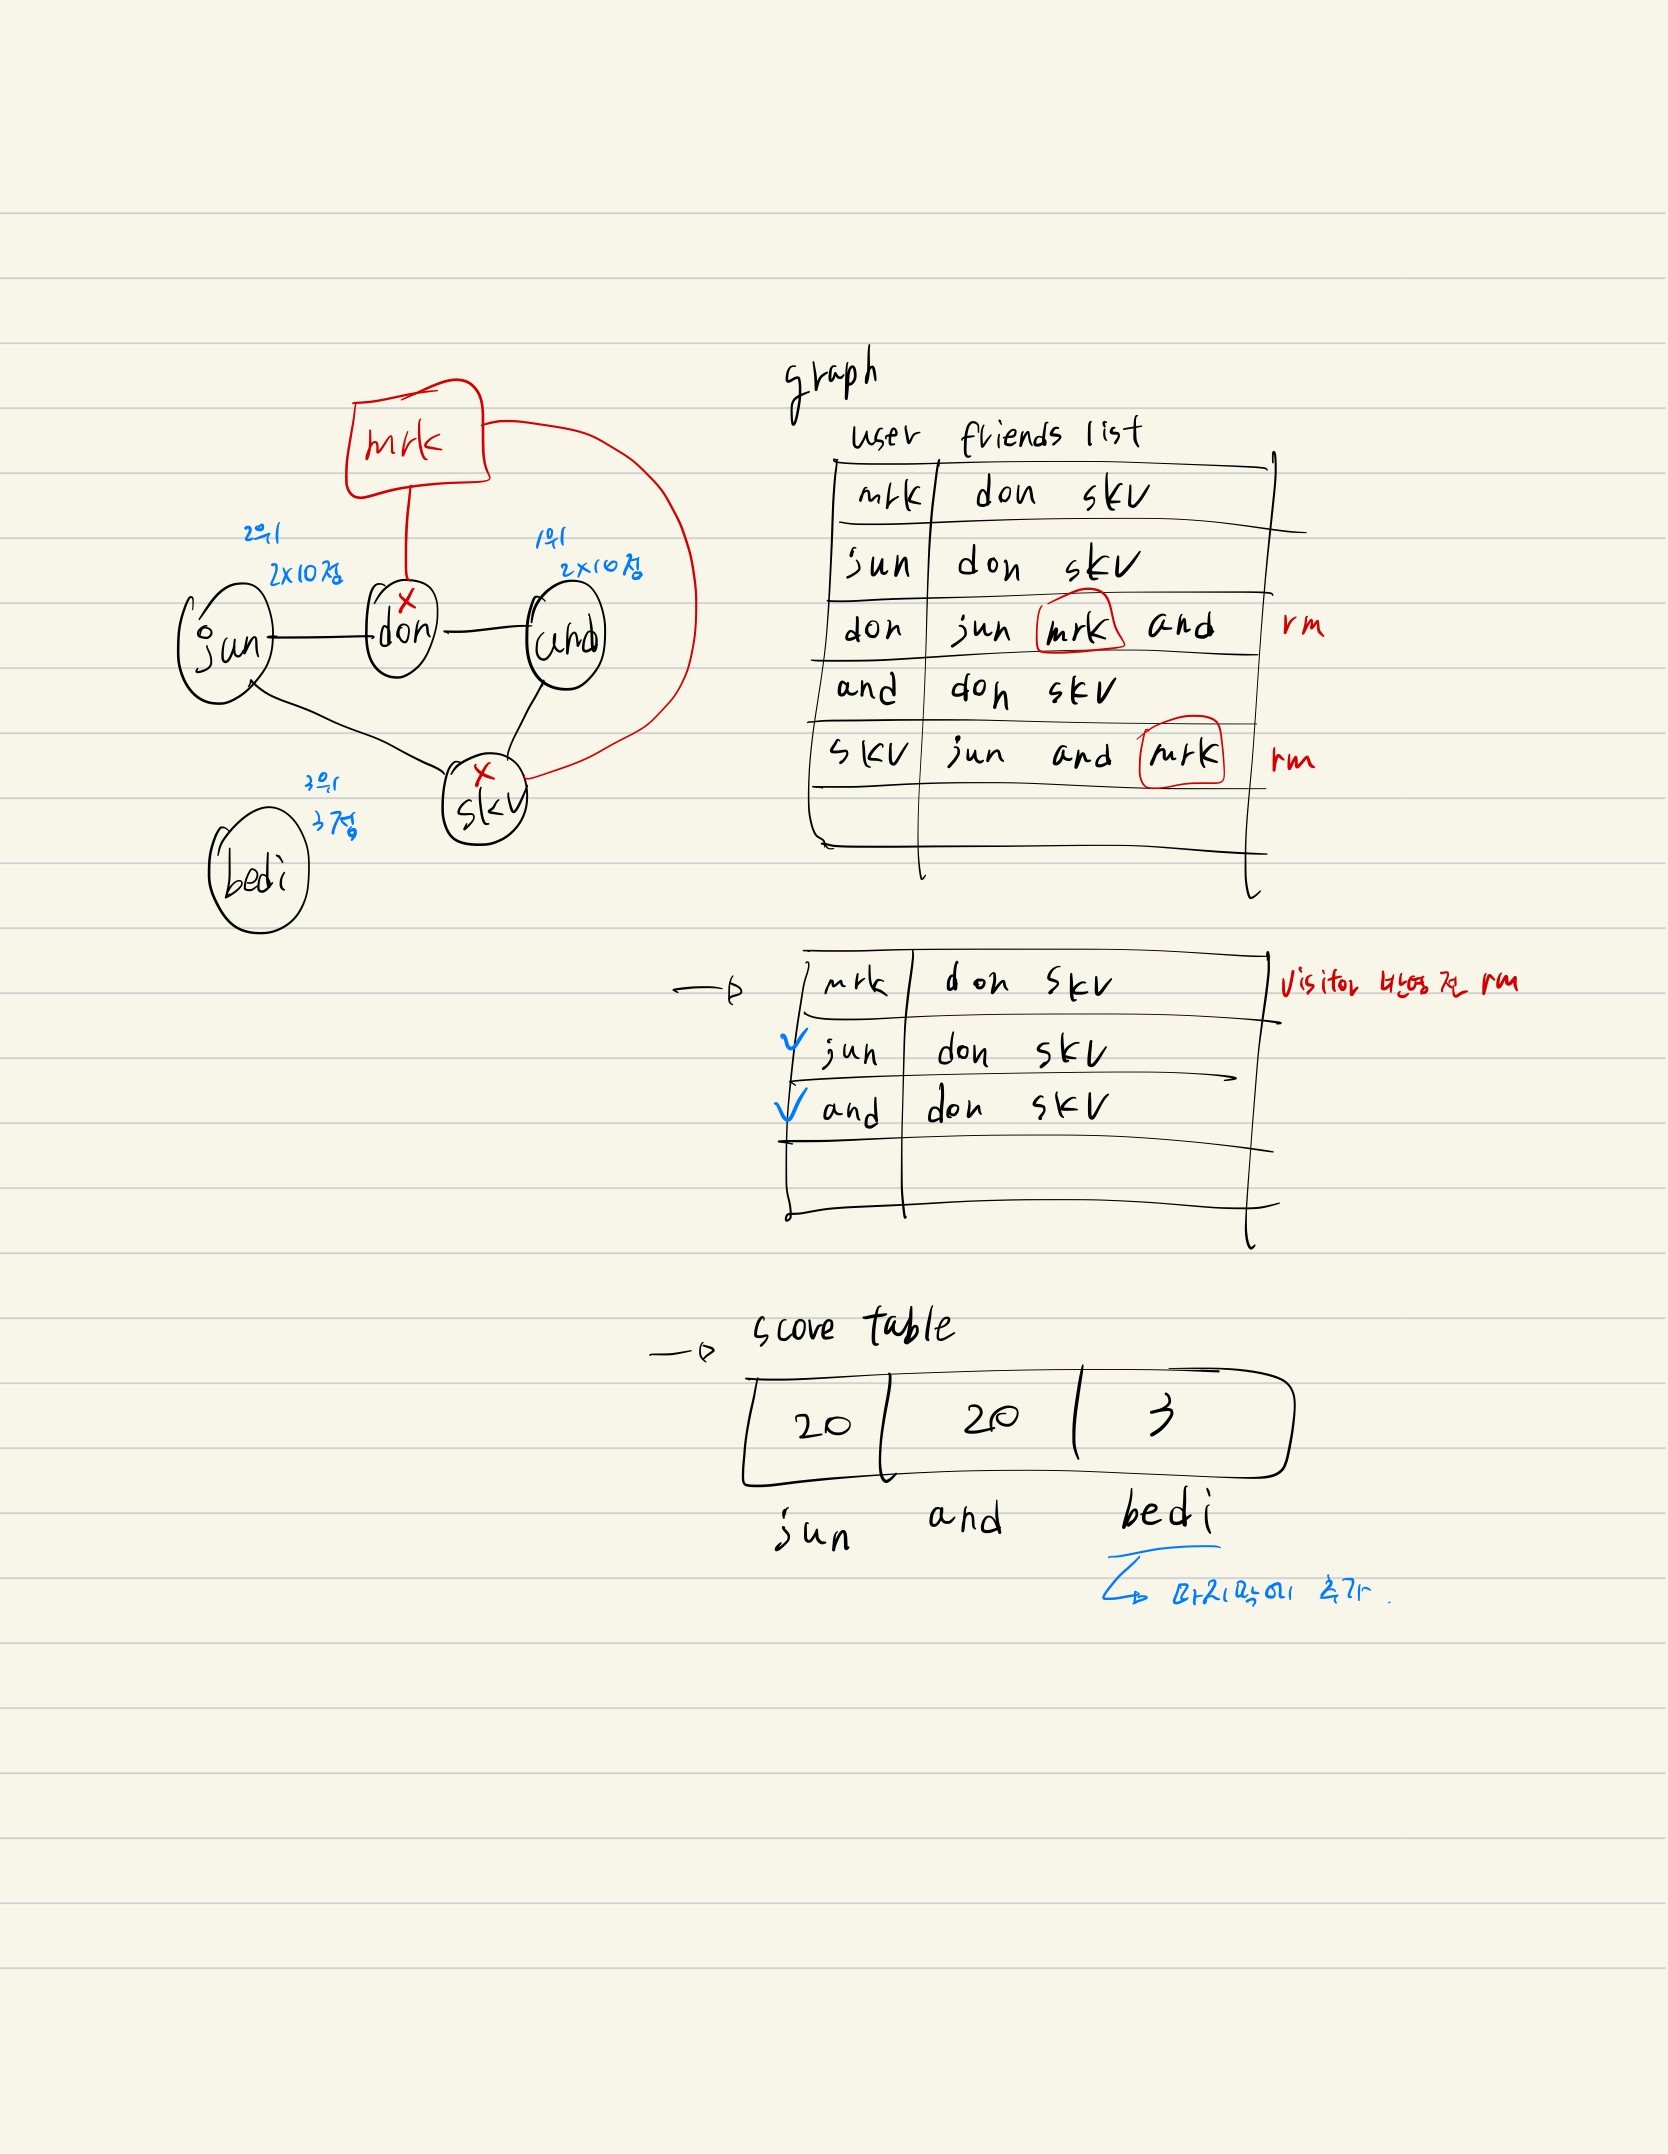 mrk
2위
2x10점
1위
2x10점
jun
x
don
and
x
skv
3위
3점
bedi
graph
user friends list
mrk don skv
jun don skv
don jun mrk and rm
and don skv
skv jun and mrk rm
mrk don skv visitor 반영 전 rm
jun don skv
and don skv
score table
20 20 3
jun and bedi
마지막에 추가.